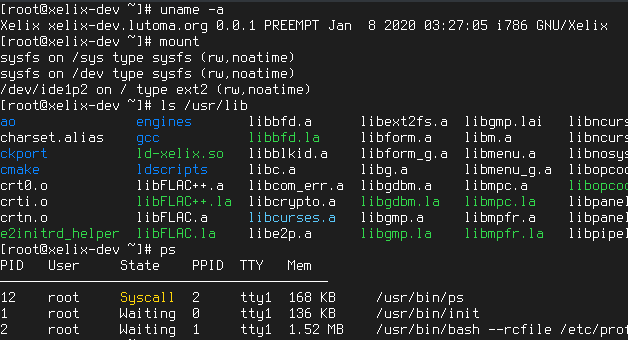 [root@xelix-dev ~]# uname -a
Xelix xelix-dev.lutoma.org 0.0.1 PREEMPT Jan  8 2020 03:27:05 i786 GNU/Xelix
[root@xelix-dev ~]# mount
sysfs on /sys type sysfs (rw,noatime)
sysfs on /dev type sysfs (rw,noatime)
/dev/ide1p2 on / type ext2 (rw,noatime)
[root@xelix-dev ~]# ls /usr/lib
ao engines libbfd.a libext2fs.a libgmp.lai libncurs
charset.alias gcc libbfd.la libform.a libm.a libncurs
ckport ld-xelix.so libblkid.a libform_g.a libmenu.a libnosy
cmake ldscripts libc.a libg.a libmenu_g.a libopcoc
crt0.o libFLAC++.a libcom_err.a libgdbm.a libmpc.a libopcoc
crti.o libFLAC++.la libcrypto.a libgdbm.la libmpc.la libpanel
crtn.o libFLAC.a libcurses.a libgmp.a libmpfr.a libpanel
e2initrd_helper libFLAC.la libe2p.a libgmp.la libmpfr.la libpipel
[root@xelix-dev ~]# ps
PID User State PPID TTY Mem
12 root Syscall 2 tty1 168 KB /usr/bin/ps
1 root Waiting 0 tty1 136 KB /usr/bin/init
2 root Waiting 1 tty1 1.52 MB /usr/bin/bash --rcfile /etc/prof